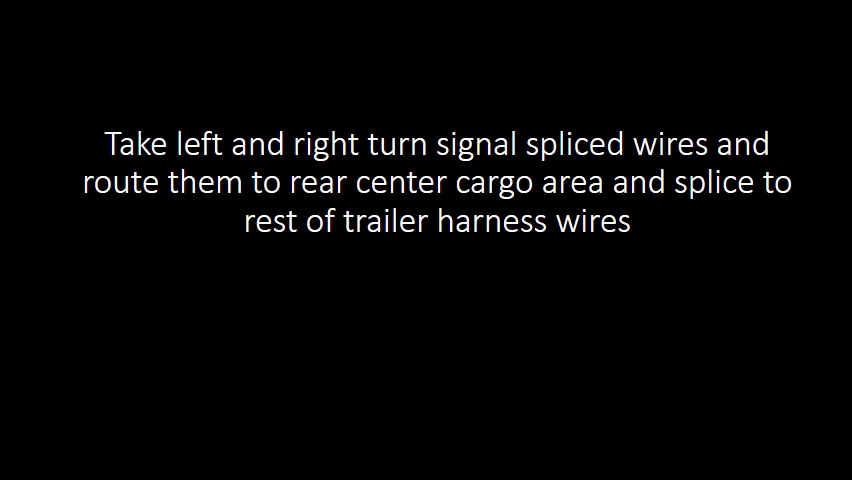 Take left and right turn signal spliced wires and
route them to rear center cargo area and splice to
rest of trailer harness wires